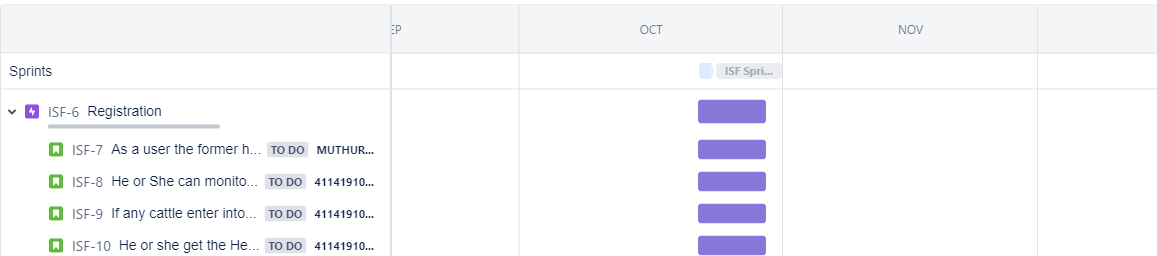 EP OCT NOV
Sprints ISF Spri...
ISF-6 Registration
ISF-7 As a user the former h... TO DO MUTHUR...
ISF-8 He or She can monito... TO DO 41141910...
ISF-9 If any cattle enter into... TO DO 41141910...
ISF-10 He or she get the He... TO DO 41141910...